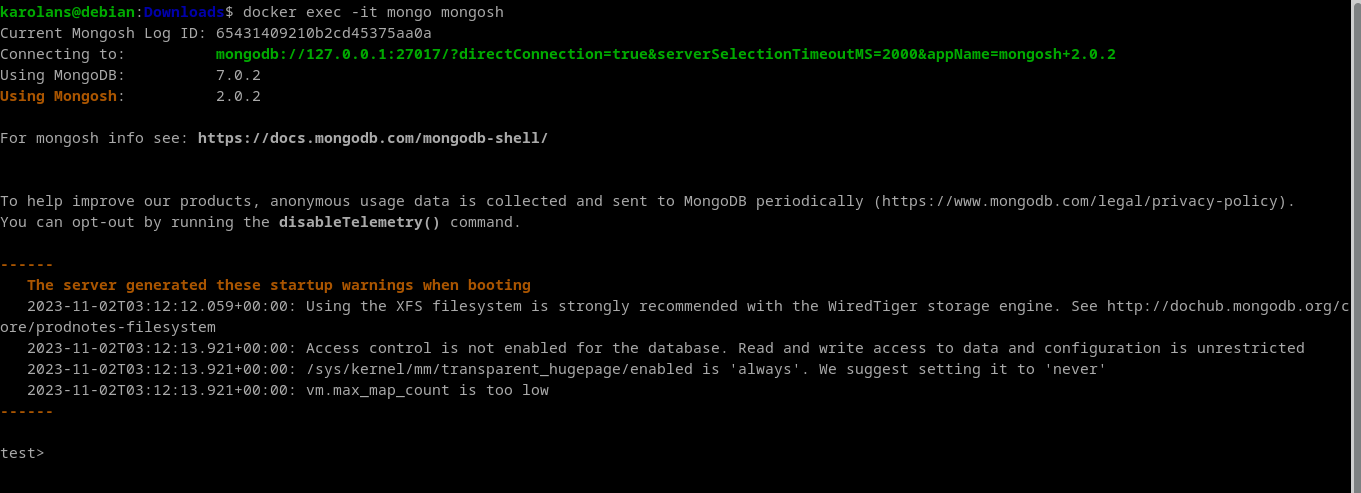 karolans@debian:Downloads$ docker exec -it mongo mongosh
Current Mongosh Log ID: 65431409210b2cd45375aa0a
Connecting to:          mongodb://127.0.0.1:27017/?directConnection=true&serverSelectionTimeoutMS=2000&appName=mongosh+2.0.2
Using MongoDB:          7.0.2
Using Mongosh:          2.0.2
For mongosh info see: https://docs.mongodb.com/mongodb-shell/
To help improve our products, anonymous usage data is collected and sent to MongoDB periodically (https://www.mongodb.com/legal/privacy-policy).
You can opt-out by running the disableTelemetry() command.
------
The server generated these startup warnings when booting
2023-11-02T03:12:12.059+00:00: Using the XFS filesystem is strongly recommended with the WiredTiger storage engine. See http://dochub.mongodb.org/c
ore/prodnotes-filesystem
2023-11-02T03:12:13.921+00:00: Access control is not enabled for the database. Read and write access to data and configuration is unrestricted
2023-11-02T03:12:13.921+00:00: /sys/kernel/mm/transparent_hugepage/enabled is 'always'. We suggest setting it to 'never'
2023-11-02T03:12:13.921+00:00: vm.max_map_count is too low
------
test>